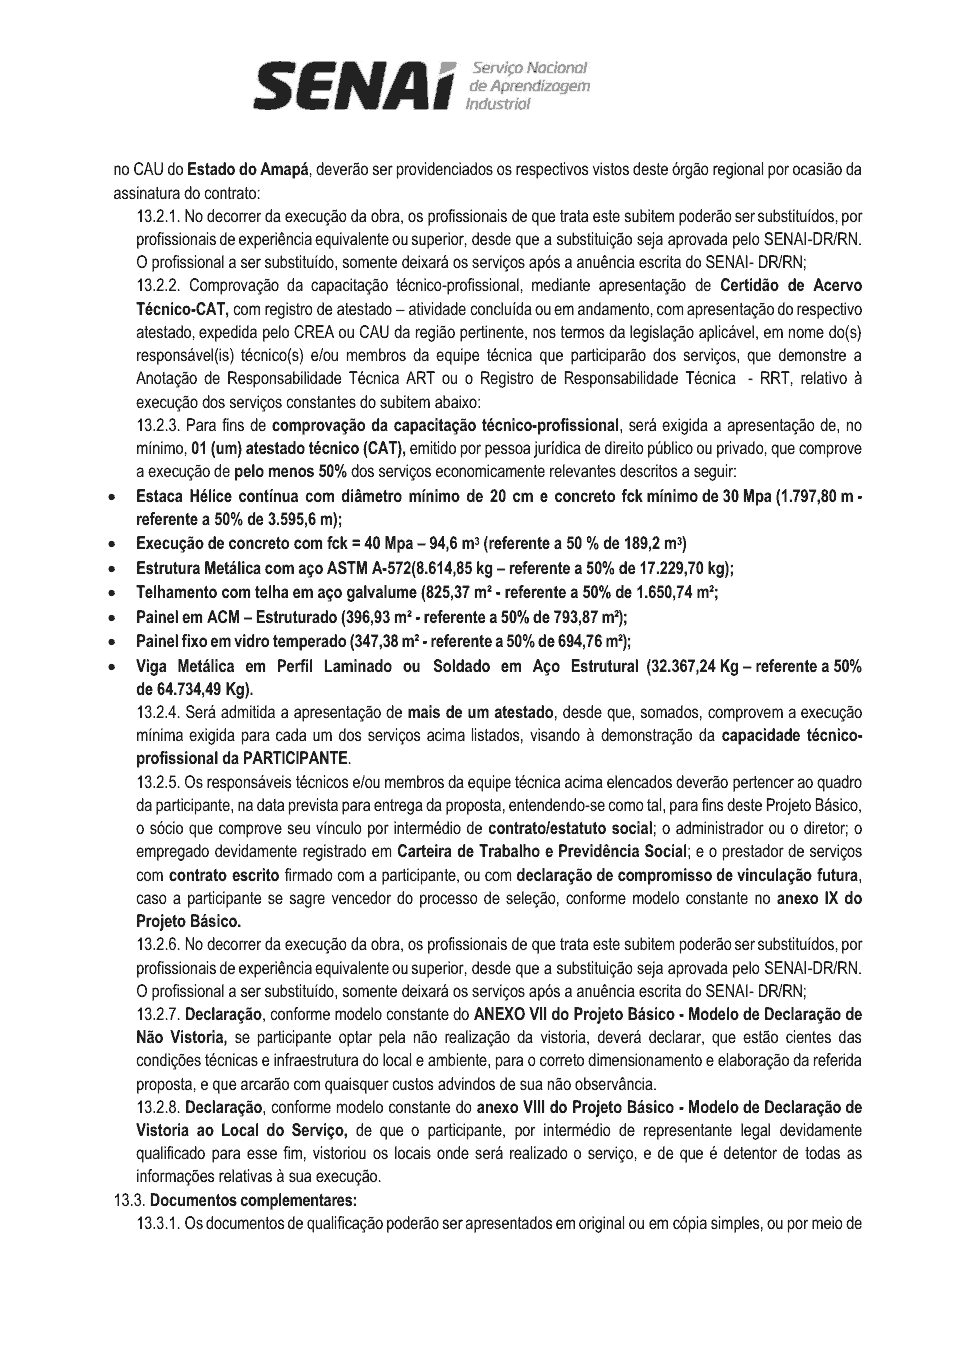 SENAI Serviço Nacional
de Aprendizagem
Industrial
no CAU do Estado do Amapá, deverão ser providenciados os respectivos vistos deste órgão regional por ocasião da
assinatura do contrato:
13.2.1. No decorrer da execução da obra, os profissionais de que trata este subitem poderão ser substituídos, por
profissionais de experiência equivalente ou superior, desde que a substituição seja aprovada pelo SENAI-DR/RN.
O profissional a ser substituído, somente deixará os serviços após a anuência escrita do SENAI- DR/RN;
13.2.2. Comprovação da capacitação técnico-profissional, mediante apresentação de Certidão de Acervo
Técnico-CAT, com registro de atestado – atividade concluída ou em andamento, com apresentação do respectivo
atestado, expedida pelo CREA ou CAU da região pertinente, nos termos da legislação aplicável, em nome do(s)
responsável(is) técnico(s) e/ou membros da equipe técnica que participarão dos serviços, que demonstre a
Anotação de Responsabilidade Técnica ART ou o Registro de Responsabilidade Técnica - RRT, relativo à
execução dos serviços constantes do subitem abaixo:
13.2.3. Para fins de comprovação da capacitação técnico-profissional, será exigida a apresentação de, no
mínimo, 01 (um) atestado técnico (CAT), emitido por pessoa jurídica de direito público ou privado, que comprove
a execução de pelo menos 50% dos serviços economicamente relevantes descritos a seguir:
• Estaca Hélice contínua com diâmetro mínimo de 20 cm e concreto fck mínimo de 30 Mpa (1.797,80 m -
referente a 50% de 3.595,6 m);
• Execução de concreto com fck = 40 Mpa – 94,6 m³ (referente a 50 % de 189,2 m³)
• Estrutura Metálica com aço ASTM A-572(8.614,85 kg – referente a 50% de 17.229,70 kg);
• Telhamento com telha em aço galvalume (825,37 m² - referente a 50% de 1.650,74 m²;
• Painel em ACM – Estruturado (396,93 m² - referente a 50% de 793,87 m²);
• Painel fixo em vidro temperado (347,38 m² - referente a 50% de 694,76 m²);
• Viga Metálica em Perfil Laminado ou Soldado em Aço Estrutural (32.367,24 Kg – referente a 50%
de 64.734,49 Kg).
13.2.4. Será admitida a apresentação de mais de um atestado, desde que, somados, comprovem a execução
mínima exigida para cada um dos serviços acima listados, visando à demonstração da capacidade técnico-
profissional da PARTICIPANTE.
13.2.5. Os responsáveis técnicos e/ou membros da equipe técnica acima elencados deverão pertencer ao quadro
da participante, na data prevista para entrega da proposta, entendendo-se como tal, para fins deste Projeto Básico,
o sócio que comprove seu vínculo por intermédio de contrato/estatuto social; o administrador ou o diretor; o
empregado devidamente registrado em Carteira de Trabalho e Previdência Social; e o prestador de serviços
com contrato escrito firmado com a participante, ou com declaração de compromisso de vinculação futura,
caso a participante se sagre vencedor do processo de seleção, conforme modelo constante no anexo IX do
Projeto Básico.
13.2.6. No decorrer da execução da obra, os profissionais de que trata este subitem poderão ser substituídos, por
profissionais de experiência equivalente ou superior, desde que a substituição seja aprovada pelo SENAI-DR/RN.
O profissional a ser substituído, somente deixará os serviços após a anuência escrita do SENAI- DR/RN;
13.2.7. Declaração, conforme modelo constante do ANEXO VII do Projeto Básico - Modelo de Declaração de
Não Vistoria, se participante optar pela não realização da vistoria, deverá declarar, que estão cientes das
condições técnicas e infraestrutura do local e ambiente, para o correto dimensionamento e elaboração da referida
proposta, e que arcarão com quaisquer custos advindos de sua não observância.
13.2.8. Declaração, conforme modelo constante do anexo VIII do Projeto Básico - Modelo de Declaração de
Vistoria ao Local do Serviço, de que o participante, por intermédio de representante legal devidamente
qualificado para esse fim, vistoriou os locais onde será realizado o serviço, e de que é detentor de todas as
informações relativas à sua execução.
13.3. Documentos complementares:
13.3.1. Os documentos de qualificação poderão ser apresentados em original ou em cópia simples, ou por meio de